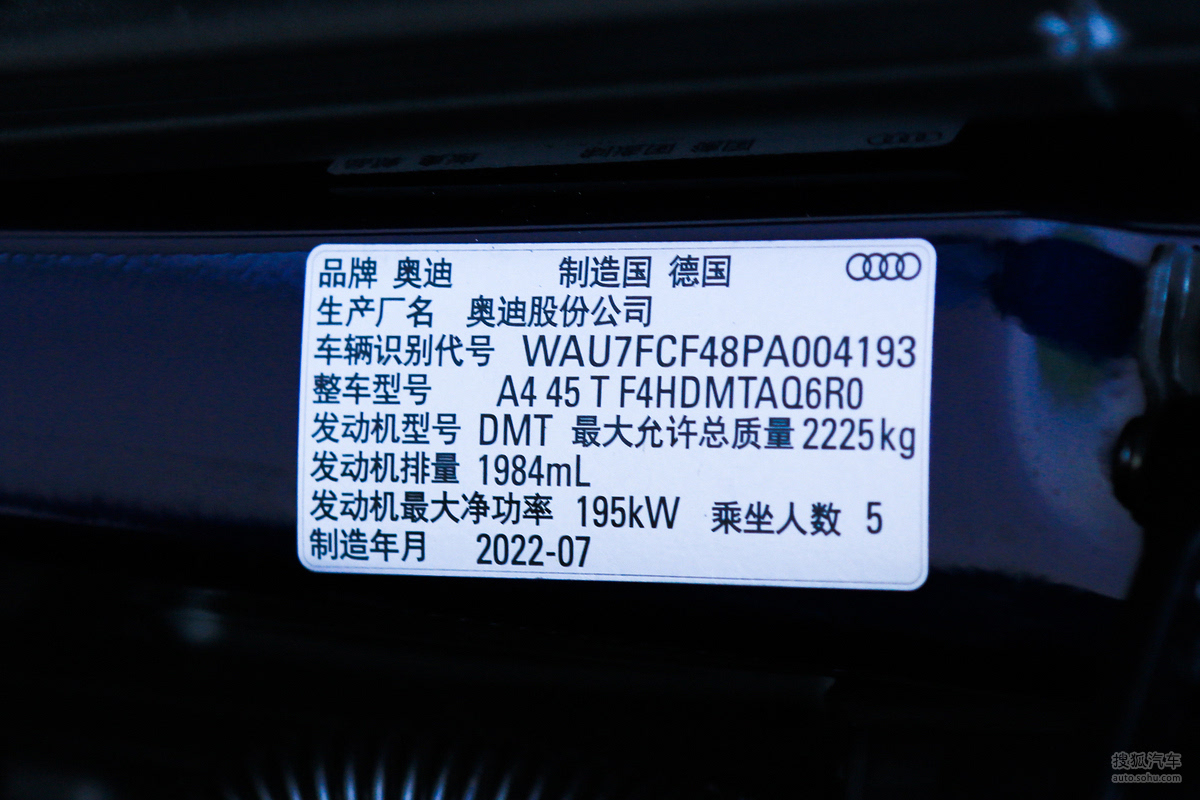 品牌 奥迪 制造国 德国
生产厂名 奥迪股份公司
车辆识别代号 WAU7FCF48PA004193
整车型号 A4 45 T F4HDMTAQ6R0
发动机型号 DMT 最大允许总质量 2225kg
发动机排量 1984mL
发动机最大净功率 195kW 乘坐人数 5
制造年月 2022-07
搜狐汽车
auto.sohu.com